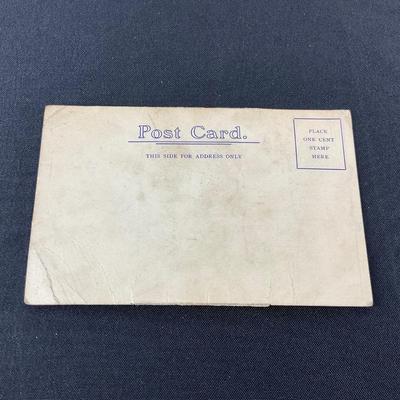 Post Card.
THIS SIDE FOR ADDRESS ONLY
PLACE
ONE CENT
STAMP
HERE